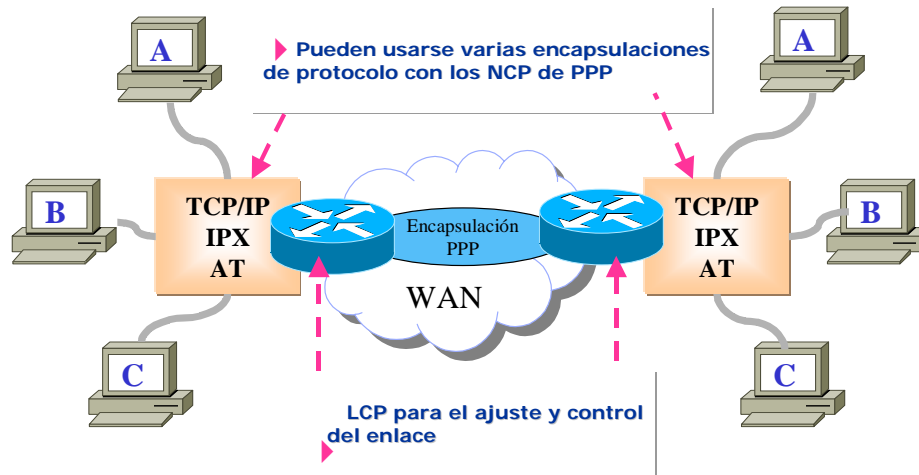 A
Pueden usarse varias encapsulaciones
de protocolo con los NCP de PPP
A
B
TCP/IP
IPX
AT
Encapsulación
PPP
WAN
TCP/IP
IPX
AT
B
C
LCP para el ajuste y control
del enlace
C